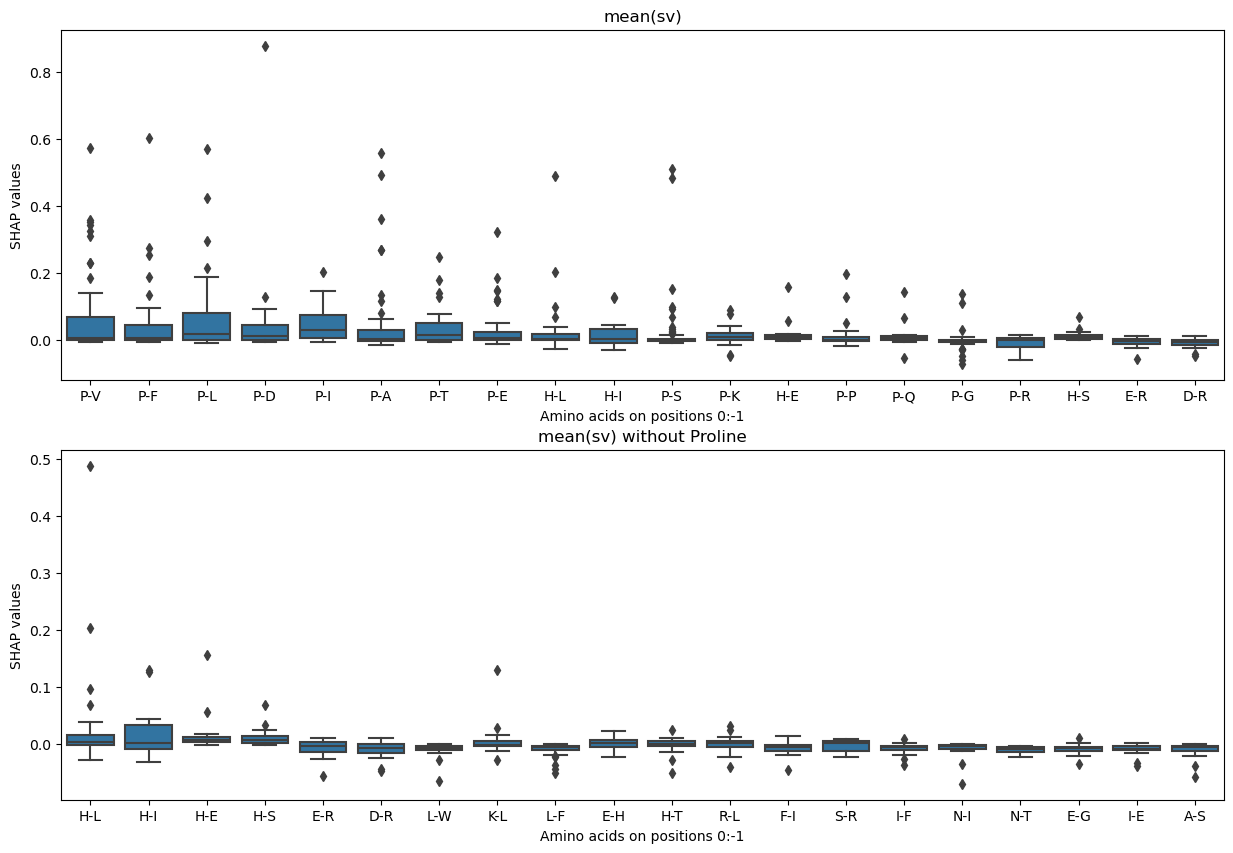 mean(sv)
0.8
0.6
0.4
0.2
0.0
SHAP values
P-V P-F P-L P-D P-I P-A P-T P-E H-L H-I P-S P-K H-E P-P P-Q P-G P-R H-S E-R D-R
Amino acids on positions 0:-1
mean(sv) without Proline
0.5
0.4
0.3
0.2
0.1
0.0
SHAP values
H-L H-I H-E H-S E-R D-R L-W K-L L-F E-H H-T R-L F-I S-R I-F N-I N-T E-G I-E A-S
Amino acids on positions 0:-1